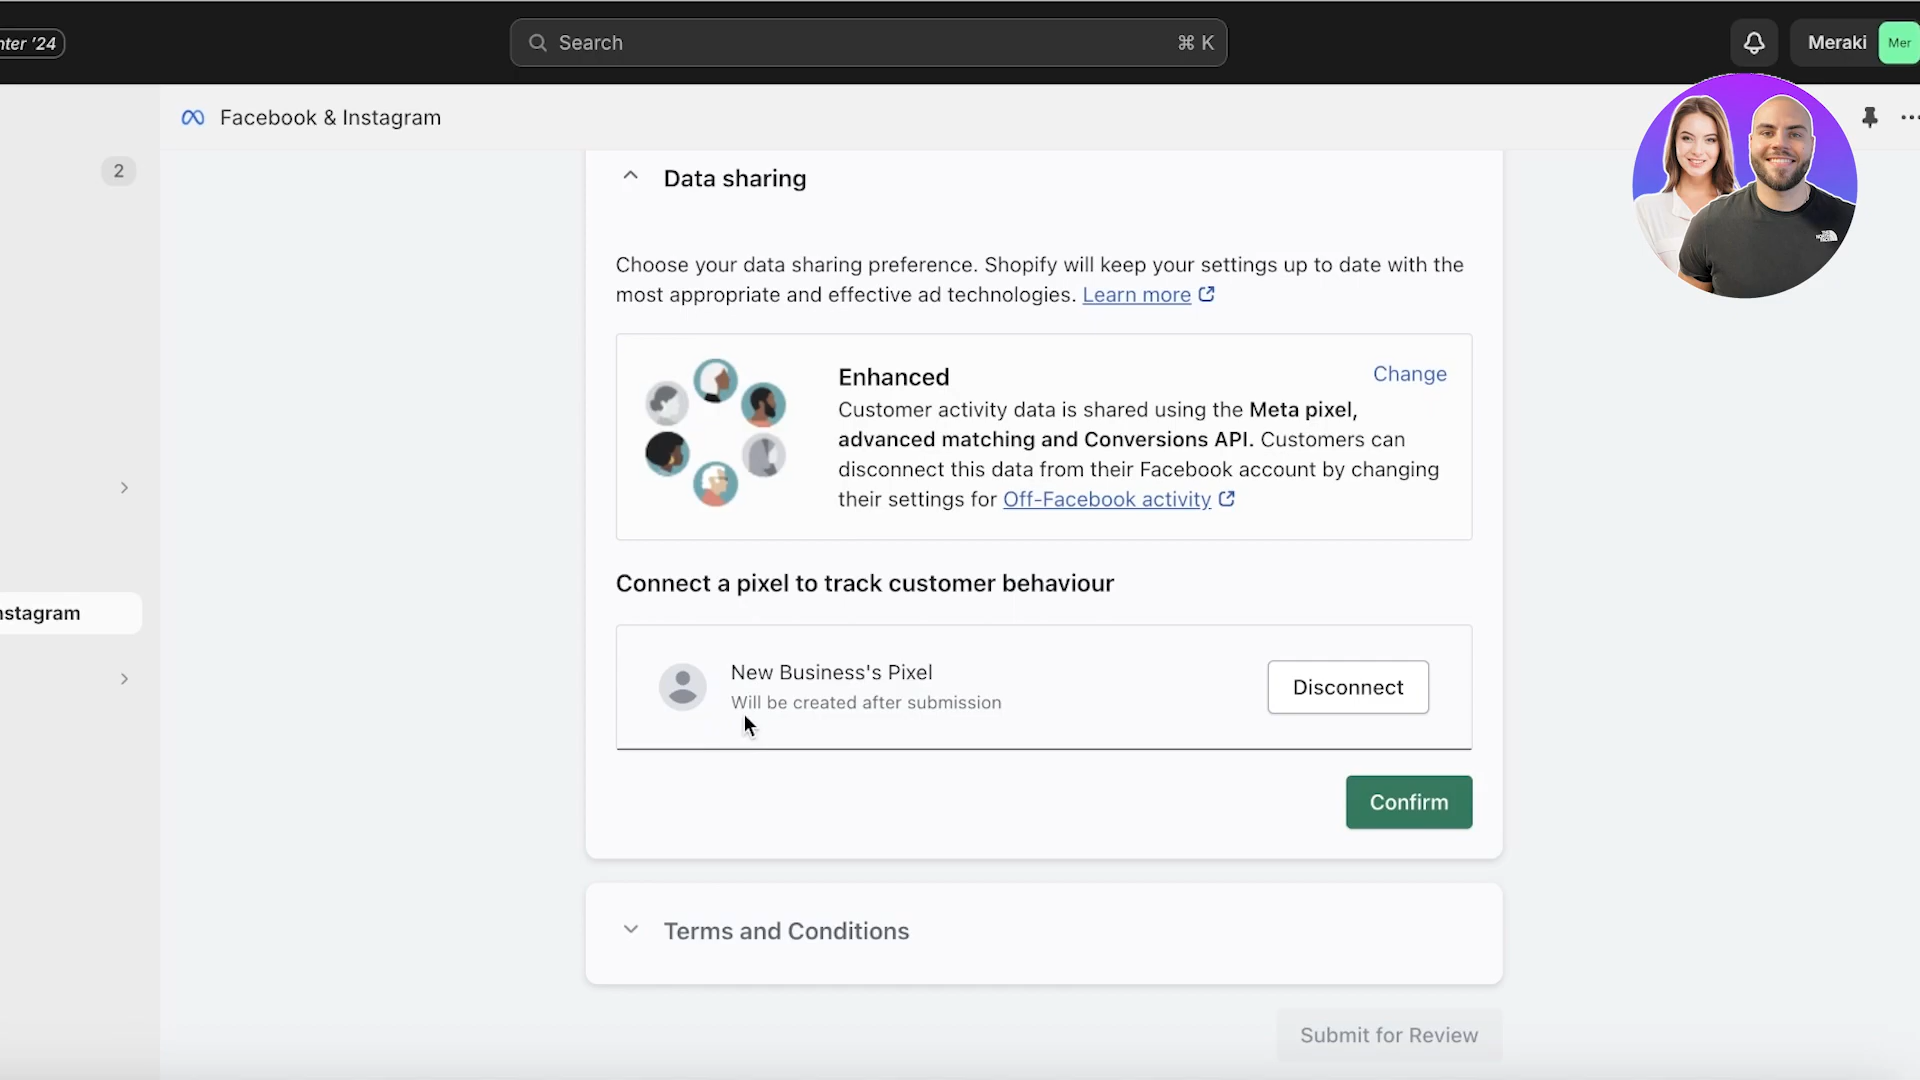 nter '24
Search
⌘ K
Meraki
Mer
Facebook & Instagram
2
Data sharing
Choose your data sharing preference. Shopify will keep your settings up to date with the
most appropriate and effective ad technologies. Learn more
Enhanced
Change
Customer activity data is shared using the Meta pixel,
advanced matching and Conversions API. Customers can
disconnect this data from their Facebook account by changing
their settings for Off-Facebook activity
Connect a pixel to track customer behaviour
nstagram
New Business's Pixel
Will be created after submission
Disconnect
Confirm
Terms and Conditions
Submit for Review